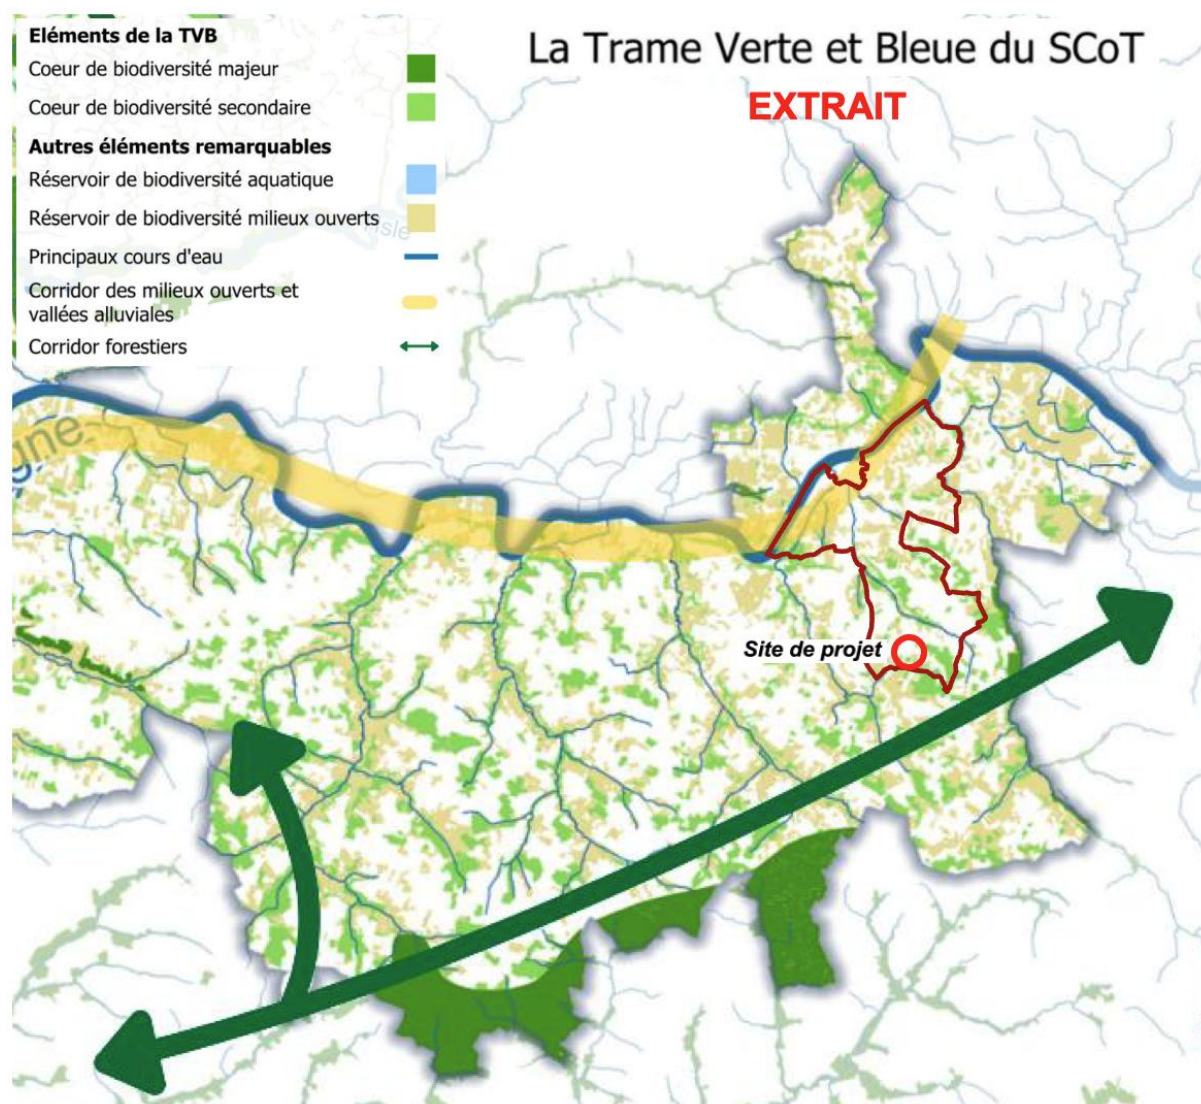 La Trame Verte et Bleue du SCoT
EXTRAIT
Eléments de la TVB
Coeur de biodiversité majeur
Coeur de biodiversité secondaire
Autres éléments remarquables
Réservoir de biodiversité aquatique
Réservoir de biodiversité milieux ouverts
Principaux cours d'eau
Corridor des milieux ouverts et
vallées alluviales
Corridor forestiers
Isle
gne
Site de projet